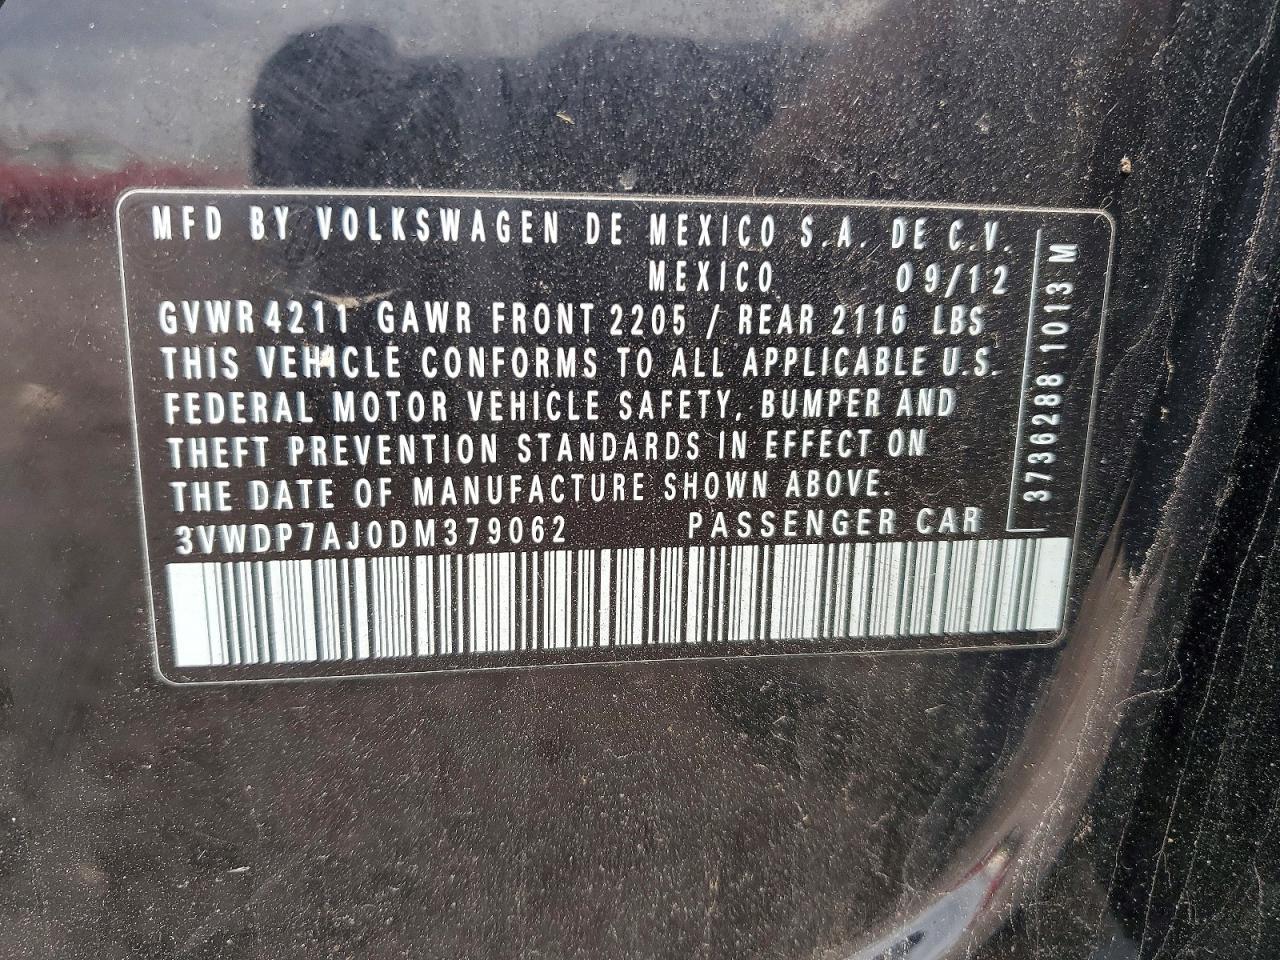 MFD BY VOLKSWAGEN DE MEXICO S.A. DE C.V.
MEXICO 09/12
GVWR 4211 GAWR FRONT 2205 / REAR 2116 LBS
THIS VEHICLE CONFORMS TO ALL APPLICABLE U.S.
FEDERAL MOTOR VEHICLE SAFETY, BUMPER AND
THEFT PREVENTION STANDARDS IN EFFECT ON
THE DATE OF MANUFACTURE SHOWN ABOVE.
3VWDP7AJ0DM379062 PASSENGER CAR
3736288 1013 M